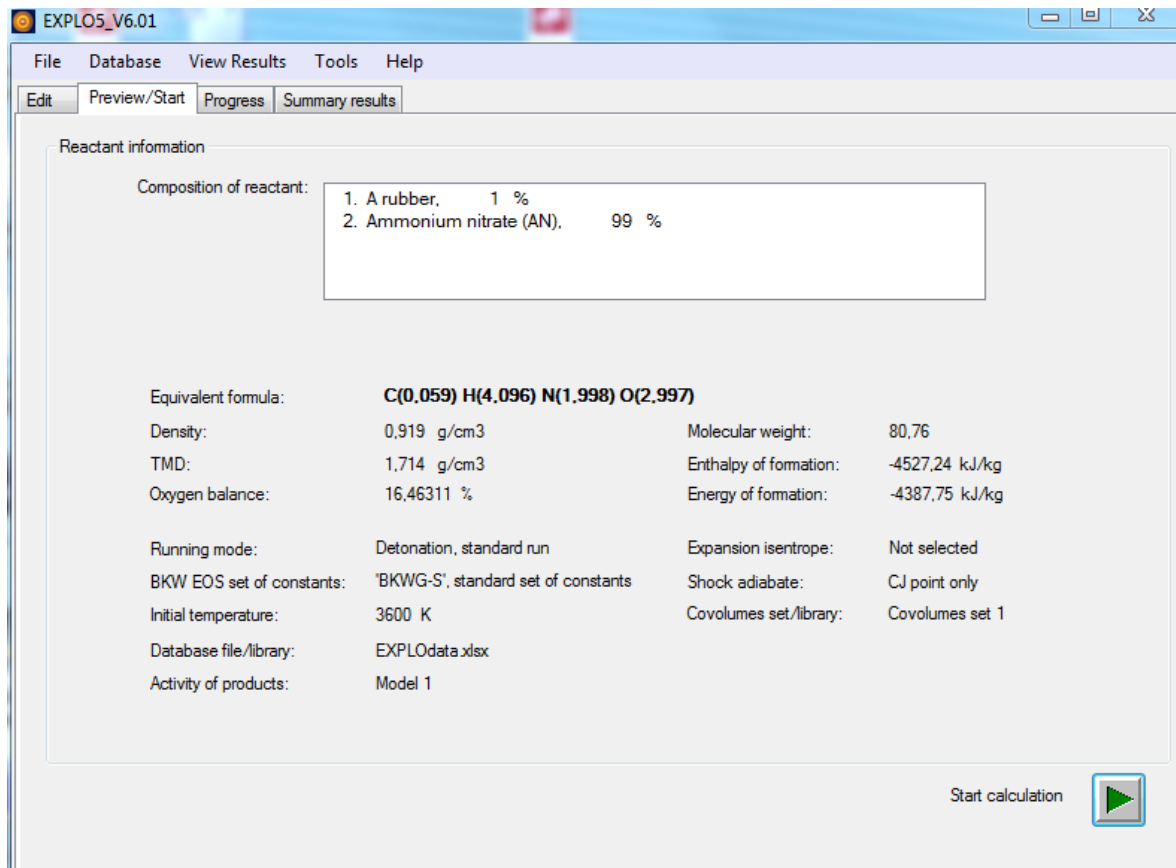 EXPLO5_V6.01
File Database View Results Tools Help
Edit Preview/Start Progress Summary results
Reactant information
Composition of reactant:
1. A rubber, 1 %
2. Ammonium nitrate (AN), 99 %
Equivalent formula: C(0,059) H(4,096) N(1,998) O(2,997)
Density: 0,919 g/cm3 Molecular weight: 80,76
TMD: 1,714 g/cm3 Enthalpy of formation: -4527,24 kJ/kg
Oxygen balance: 16,46311 % Energy of formation: -4387,75 kJ/kg
Running mode: Detonation, standard run Expansion isentrope: Not selected
BKW EOS set of constants: "BKWG-S", standard set of constants Shock adiabate: CJ point only
Initial temperature: 3600 K Covolumes set/library: Covolumes set 1
Database file/library: EXPLOdata.xlsx
Activity of products: Model 1
Start calculation